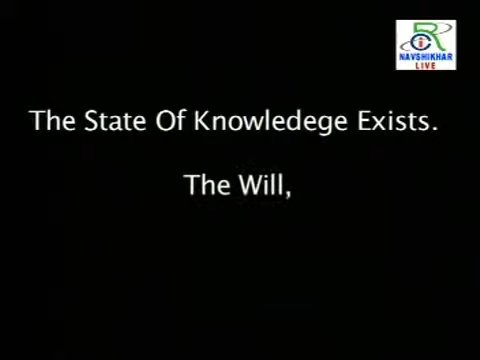 NAVSHIKHAR
LIVE
The State Of Knowledege Exists.
The Will,